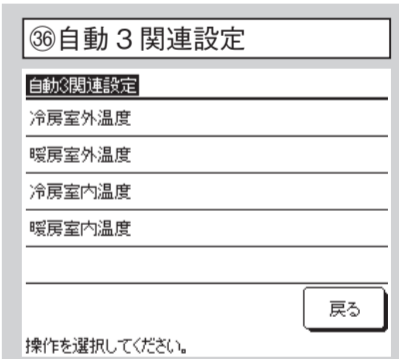 ㊱自動3関連設定
自動3関連設定
冷房室外温度
暖房室外温度
冷房室内温度
暖房室内温度
戻る
操作を選択してください。